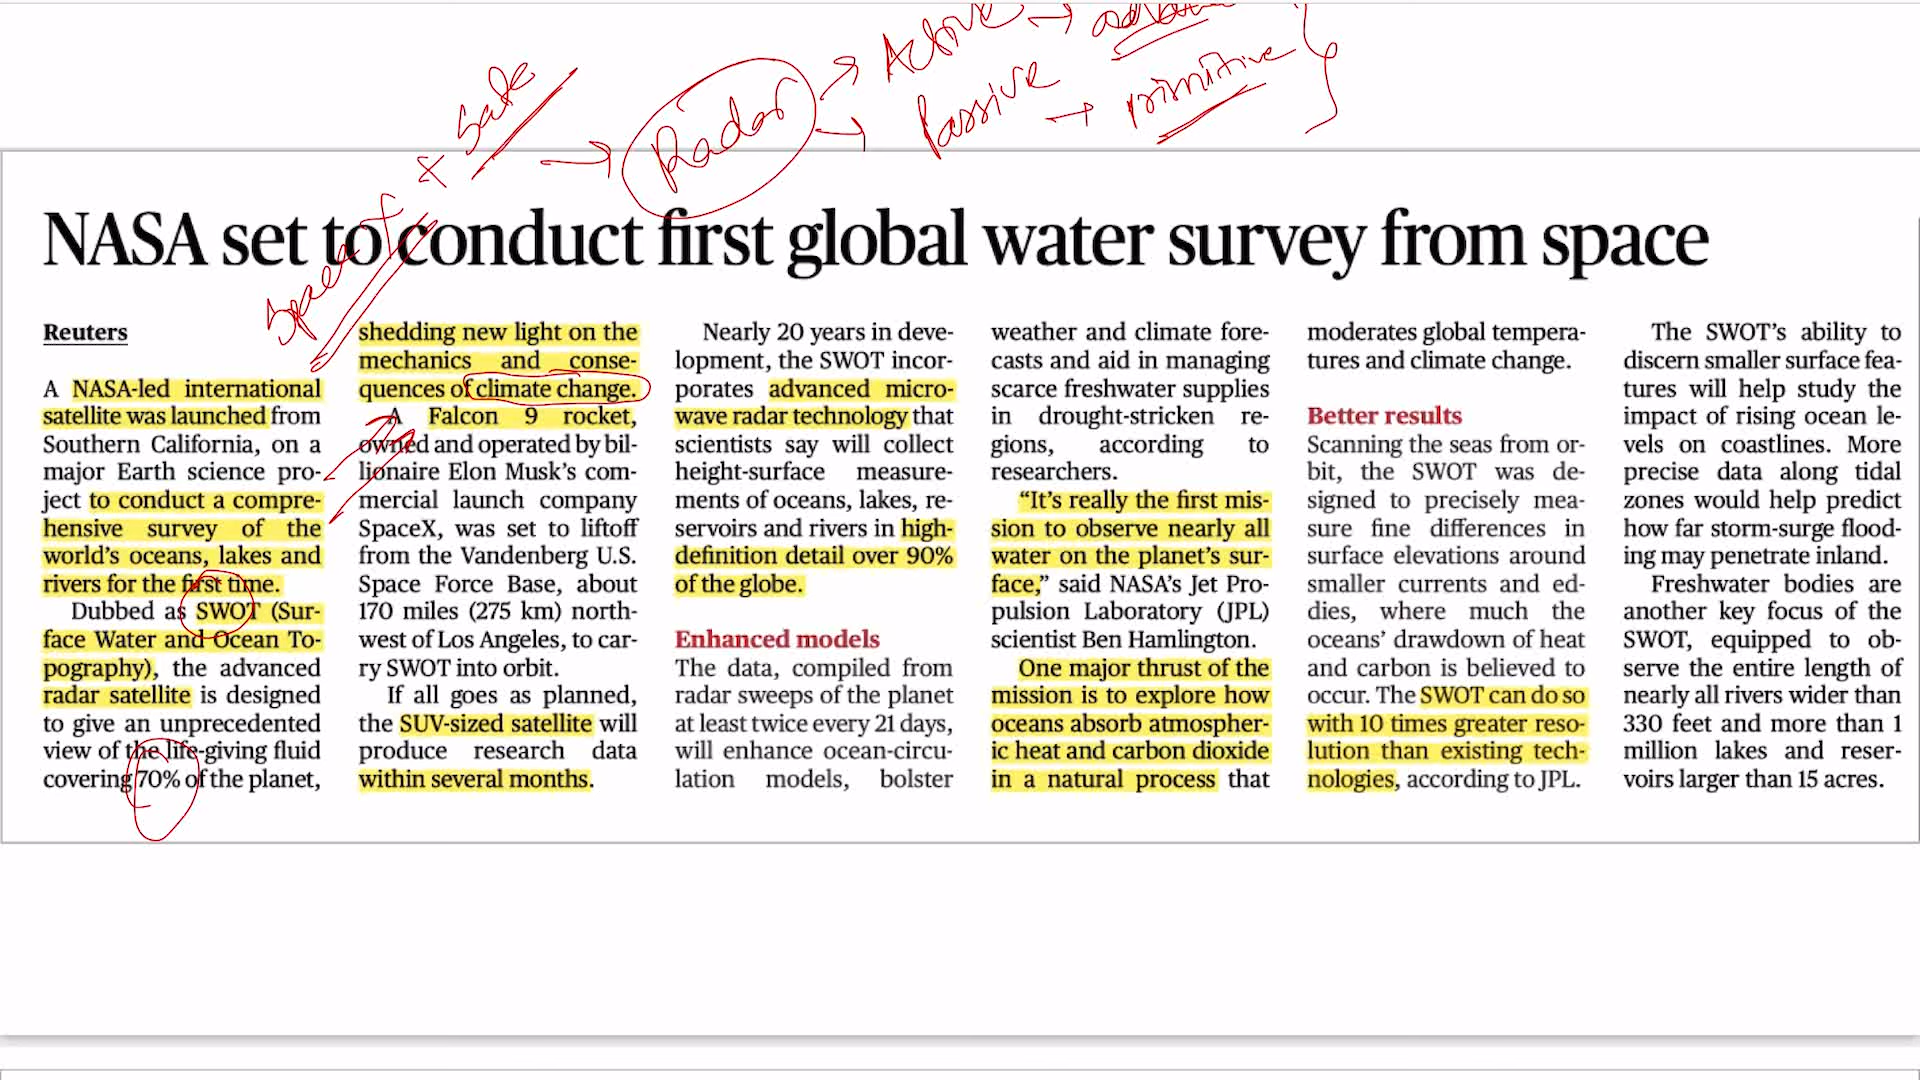 Active →
Passive → primitive
Safe
→ Radar
Space X &
NASA set to conduct first global water survey from space
Reuters
A NASA-led international
satellite was launched from
Southern California, on a
major Earth science pro-
ject to conduct a compre-
hensive survey of the
world's oceans, lakes and
rivers for the first time.
Dubbed as SWOT (Sur-
face Water and Ocean To-
pography), the advanced
radar satellite is designed
to give an unprecedented
view of the life-giving fluid
covering 70% of the planet,
shedding new light on the
mechanics and conse-
quences of climate change.
A Falcon 9 rocket,
owned and operated by bil-
lionaire Elon Musk's com-
mercial launch company
SpaceX, was set to liftoff
from the Vandenberg U.S.
Space Force Base, about
170 miles (275 km) north-
west of Los Angeles, to car-
ry SWOT into orbit.
If all goes as planned,
the SUV-sized satellite will
produce research data
within several months.
Nearly 20 years in deve-
lopment, the SWOT incor-
porates advanced micro-
wave radar technology that
scientists say will collect
height-surface measure-
ments of oceans, lakes, re-
servoirs and rivers in high-
definition detail over 90%
of the globe.
Enhanced models
The data, compiled from
radar sweeps of the planet
at least twice every 21 days,
will enhance ocean-circu-
lation models, bolster
weather and climate fore-
casts and aid in managing
scarce freshwater supplies
in drought-stricken re-
gions, according to
researchers.
“It's really the first mis-
sion to observe nearly all
water on the planet's sur-
face,” said NASA's Jet Pro-
pulsion Laboratory (JPL)
scientist Ben Hamlington.
One major thrust of the
mission is to explore how
oceans absorb atmospher-
ic heat and carbon dioxide
in a natural process that
moderates global tempera-
tures and climate change.
Better results
Scanning the seas from or-
bit, the SWOT was de-
signed to precisely mea-
sure fine differences in
surface elevations around
smaller currents and ed-
dies, where much the
oceans' drawdown of heat
and carbon is believed to
occur. The SWOT can do so
with 10 times greater reso-
lution than existing tech-
nologies, according to JPL.
The SWOT's ability to
discern smaller surface fea-
tures will help study the
impact of rising ocean le-
vels on coastlines. More
precise data along tidal
zones would help predict
how far storm-surge flood-
ing may penetrate inland.
Freshwater bodies are
another key focus of the
SWOT, equipped to ob-
serve the entire length of
nearly all rivers wider than
330 feet and more than 1
million lakes and reser-
voirs larger than 15 acres.